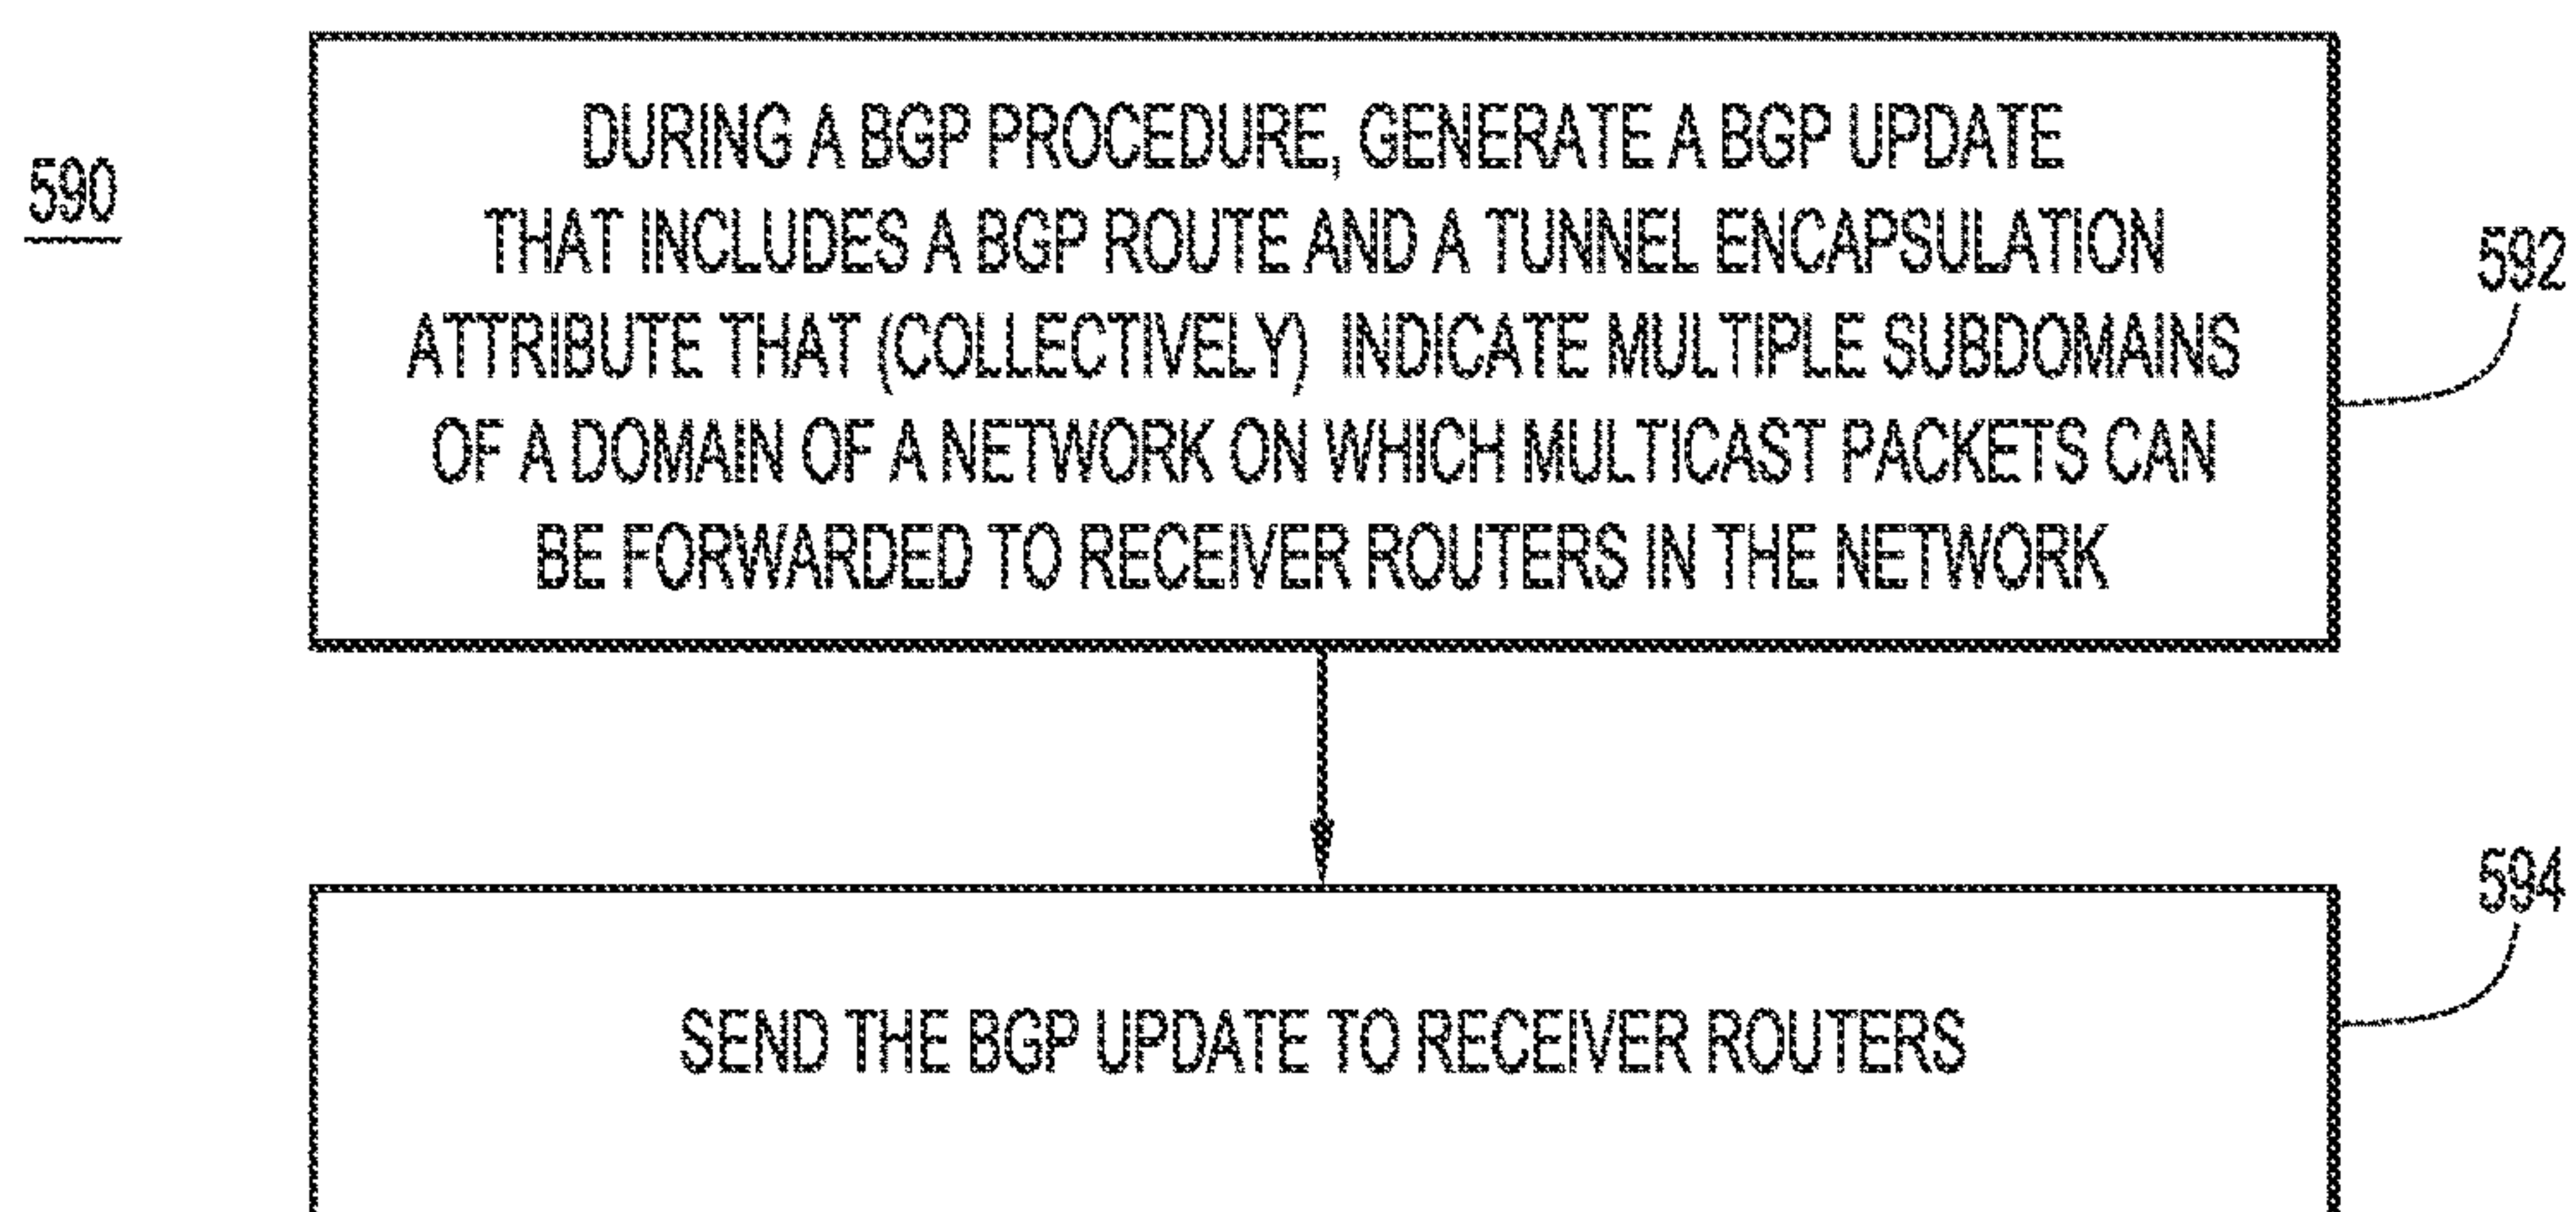 590
DURING A BGP PROCEDURE, GENERATE A BGP UPDATE
THAT INCLUDES A BGP ROUTE AND A TUNNEL ENCAPSULATION
ATTRIBUTE THAT (COLLECTIVELY) INDICATE MULTIPLE SUBDOMAINS
OF A DOMAIN OF A NETWORK ON WHICH MULTICAST PACKETS CAN
BE FORWARDED TO RECEIVER ROUTERS IN THE NETWORK
592
594
SEND THE BGP UPDATE TO RECEIVER ROUTERS